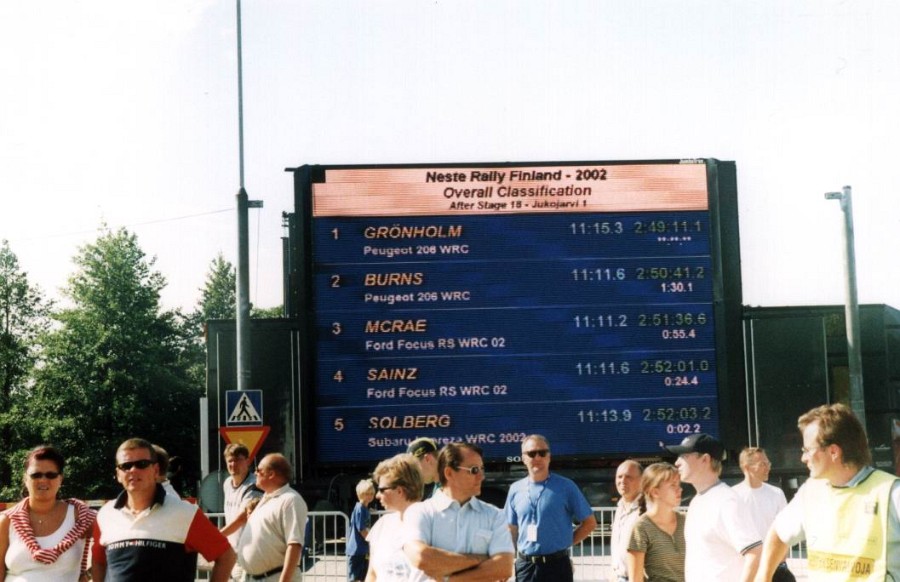 Neste Rally Finland - 2002
Overall Classification
After Stage 18 - Jukojarvi 1
1 GRÖNHOLM 11:15.3 2:49:11.1
Peugeot 206 WRC
2 BURNS 11:11.6 2:50:41.2
Peugeot 206 WRC 1:30.1
3 MCRAE 11:11.2 2:51:36.6
Ford Focus RS WRC 02 0:55.4
4 SAINZ 11:11.6 2:52:01.0
Ford Focus RS WRC 02 0:24.4
5 SOLBERG 11:13.9 2:52:03.2
Subaru Impreza WRC 2002 0:02.2
TOMMY HILFIGER